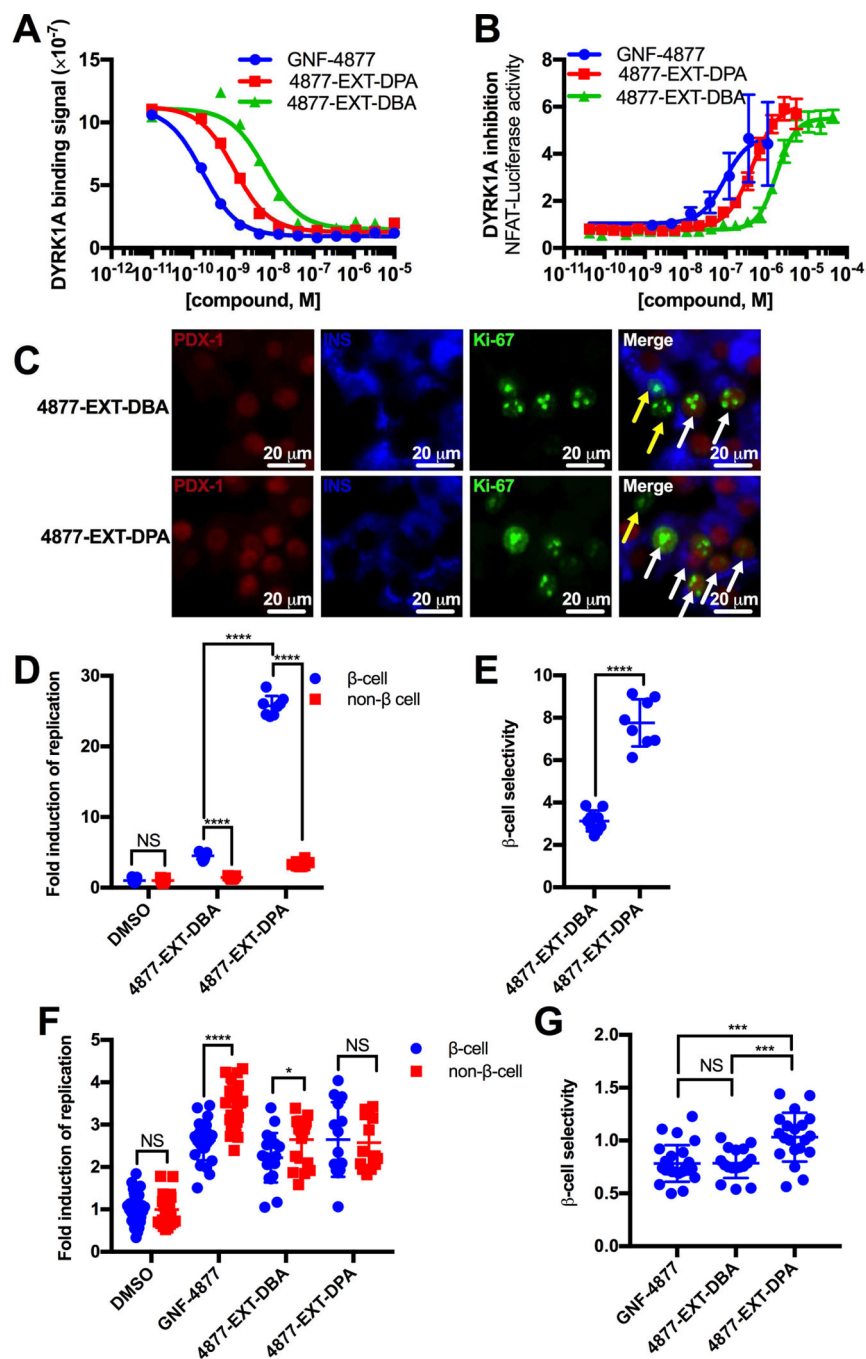 A
GNF-4877
4877-EXT-DPA
4877-EXT-DBA
DYRK1A binding signal (×10⁻⁷)
15
10
5
0
10⁻¹² 10⁻¹¹ 10⁻¹⁰ 10⁻⁹ 10⁻⁸ 10⁻⁷ 10⁻⁶ 10⁻⁵
[compound, M]
B
GNF-4877
4877-EXT-DPA
4877-EXT-DBA
DYRK1A inhibition
NFAT-Luciferase activity
8
6
4
2
0
10⁻¹¹ 10⁻¹⁰ 10⁻⁹ 10⁻⁸ 10⁻⁷ 10⁻⁶ 10⁻⁵ 10⁻⁴
[compound, M]
C
PDX-1 INS Ki-67 Merge
4877-EXT-DBA
20 µm 20 µm 20 µm 20 µm
PDX-1 INS Ki-67 Merge
4877-EXT-DPA
20 µm 20 µm 20 µm 20 µm
D
β-cell
non-β cell
Fold induction of replication
30
20
10
0
NS
****
****
****
DMSO
4877-EXT-DBA
4877-EXT-DPA
E
β-cell selectivity
10
8
6
4
2
0
****
4877-EXT-DBA
4877-EXT-DPA
F
β-cell
non-β-cell
Fold induction of replication
5
4
3
2
1
0
NS
****
*
NS
DMSO
GNF-4877
4877-EXT-DBA
4877-EXT-DPA
G
β-cell selectivity
2.0
1.5
1.0
0.5
0.0
***
NS
***
GNF-4877
4877-EXT-DBA
4877-EXT-DPA